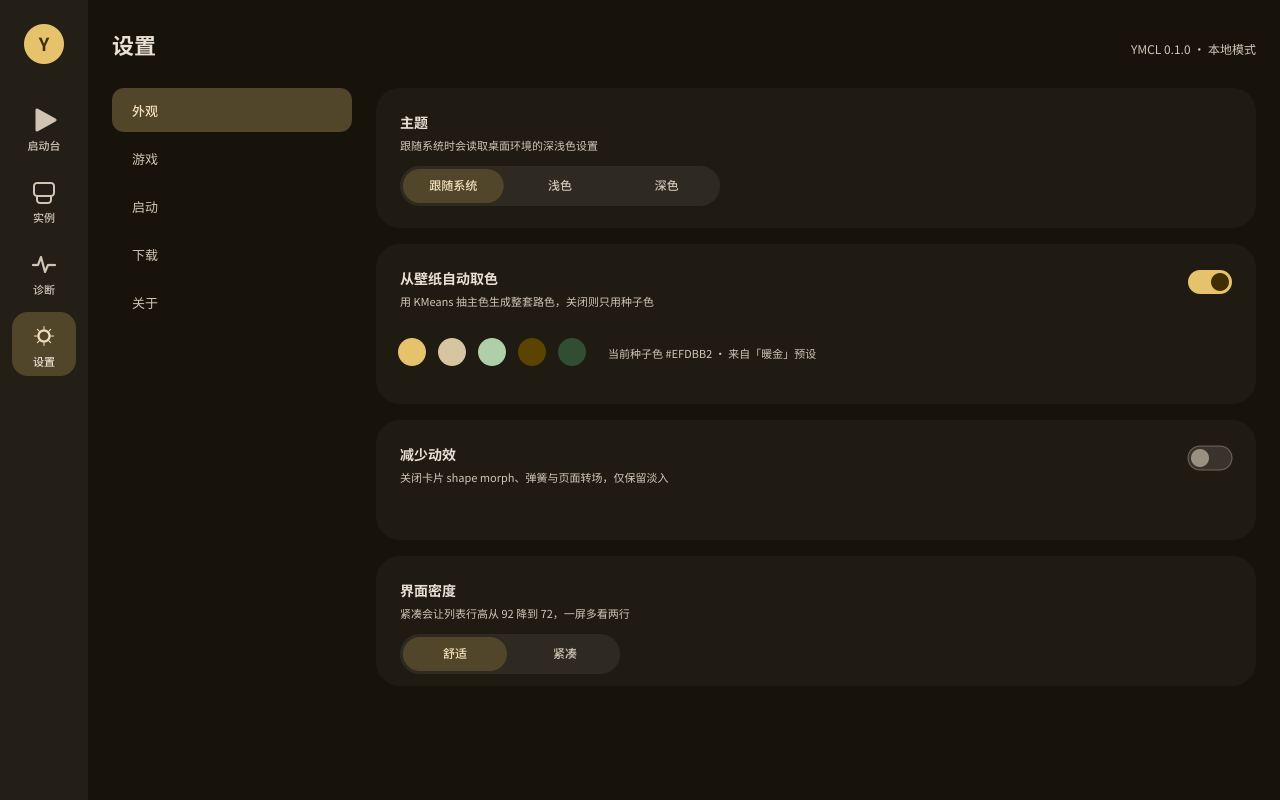 Y
启动台
实例
诊断
设置
设置
YMCL 0.1.0 • 本地模式
外观
游戏
启动
下载
关于
主题
跟随系统时会读取桌面环境的深浅色设置
跟随系统
浅色
深色
从壁纸自动取色
用 KMeans 抽主色生成整套路色，关闭则只用种子色
当前种子色 #EFDBB2 • 来自「暖金」预设
减少动效
关闭卡片 shape morph、弹簧与页面转场，仅保留淡入
界面密度
紧凑会让列表行高从 92 降到 72，一屏多看两行
舒适
紧凑